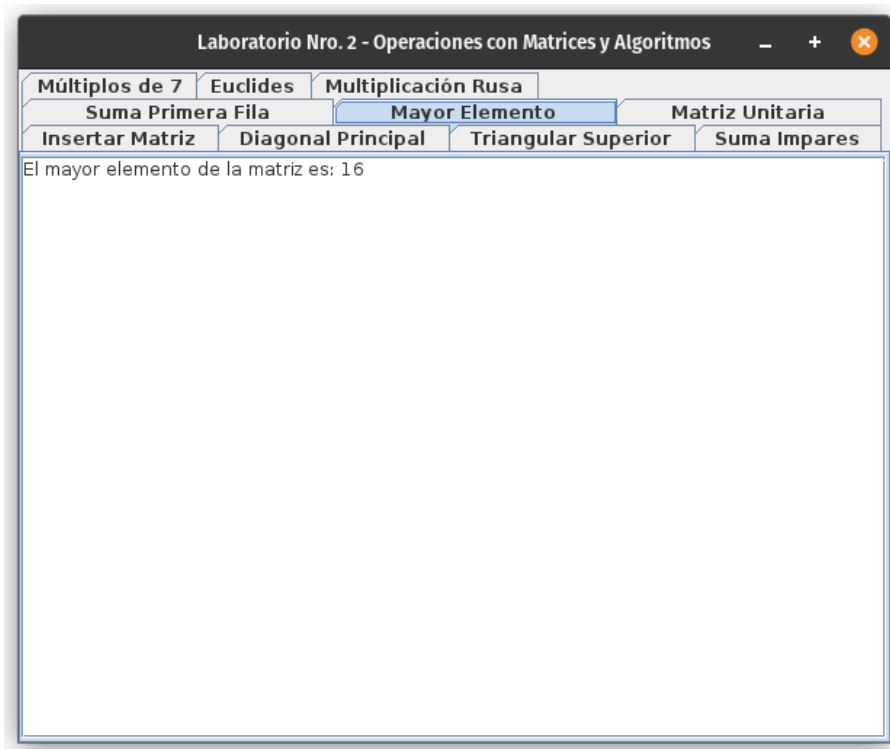 Laboratorio Nro. 2 - Operaciones con Matrices y Algoritmos
Múltiplos de 7 Euclides Multiplicación Rusa
Suma Primera Fila Mayor Elemento Matriz Unitaria
Insertar Matriz Diagonal Principal Triangular Superior Suma Impares
El mayor elemento de la matriz es: 16